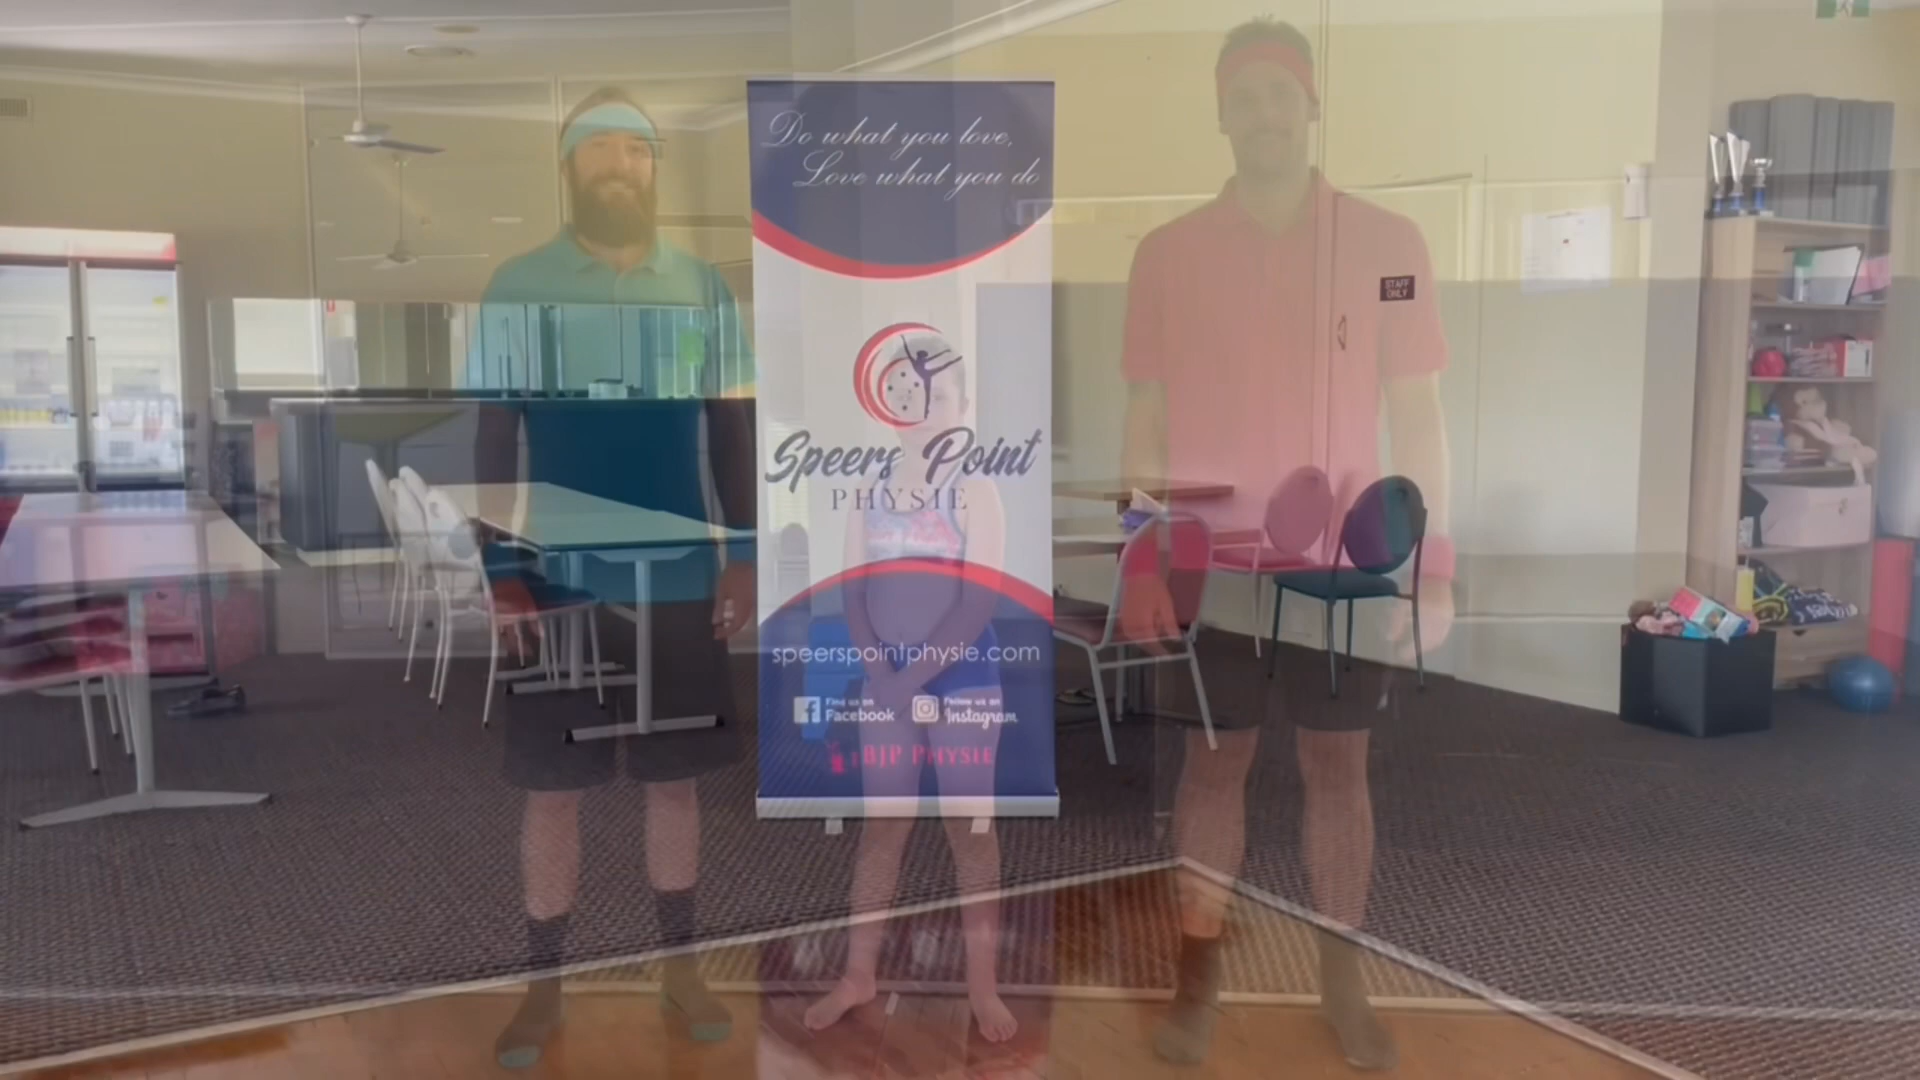 Do what you love,
Love what you do
STAFF
ONLY
Speers Point
PHYSIE
speerspointphysie.com
Find us on
Facebook
Follow us on
Instagram
BJP PHYSIE